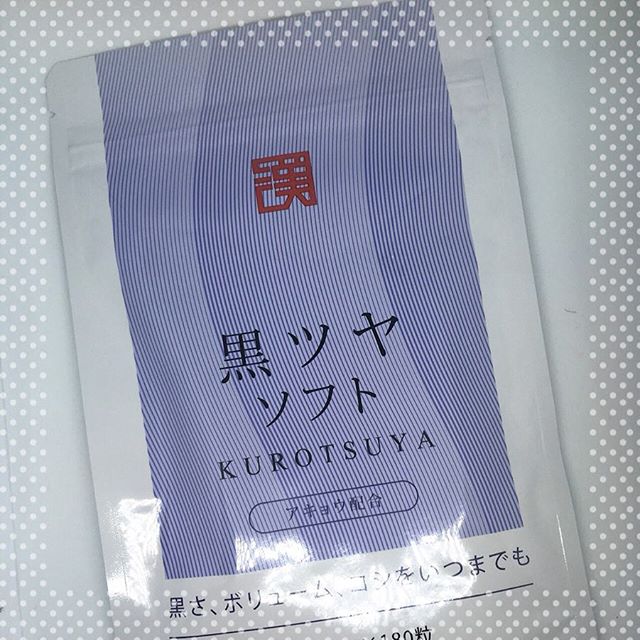 黒ツヤ
ソフト
KUROTSUYA
アキョウ配合
黒さ、ボリューム、コシをいつまでも
180粒